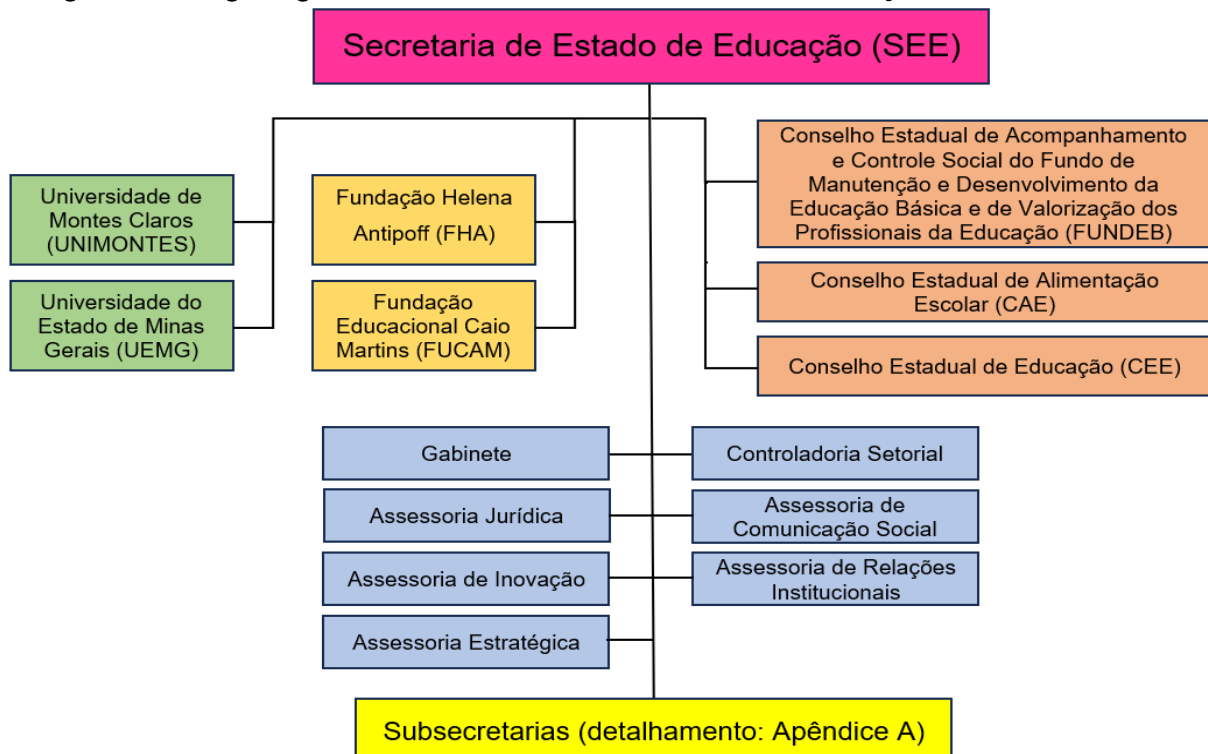 Secretaria de Estado de Educação (SEE)
Universidade de
Montes Claros
(UNIMONTES)
Universidade do
Estado de Minas
Gerais (UEMG)
Fundação Helena
Antipoff (FHA)
Fundação
Educacional Caio
Martins (FUCAM)
Conselho Estadual de Acompanhamento
e Controle Social do Fundo de
Manutenção e Desenvolvimento da
Educação Básica e de Valorização dos
Profissionais da Educação (FUNDEB)
Conselho Estadual de Alimentação
Escolar (CAE)
Conselho Estadual de Educação (CEE)
Gabinete
Controladoria Setorial
Assessoria Jurídica
Assessoria de
Comunicação Social
Assessoria de Inovação
Assessoria de Relações
Institucionais
Assessoria Estratégica
Subsecretarias (detalhamento: Apêndice A)